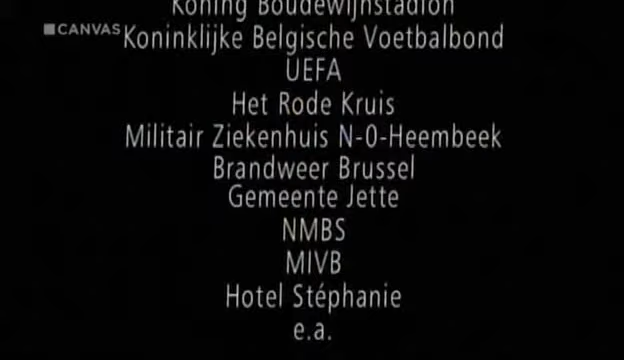 Koning Boudewijnstadion
CANVAS
Koninklijke Belgische Voetbalbond
UEFA
Het Rode Kruis
Militair Ziekenhuis N-O-Heembeek
Brandweer Brussel
Gemeente Jette
NMBS
MIVB
Hotel Stéphanie
e.a.